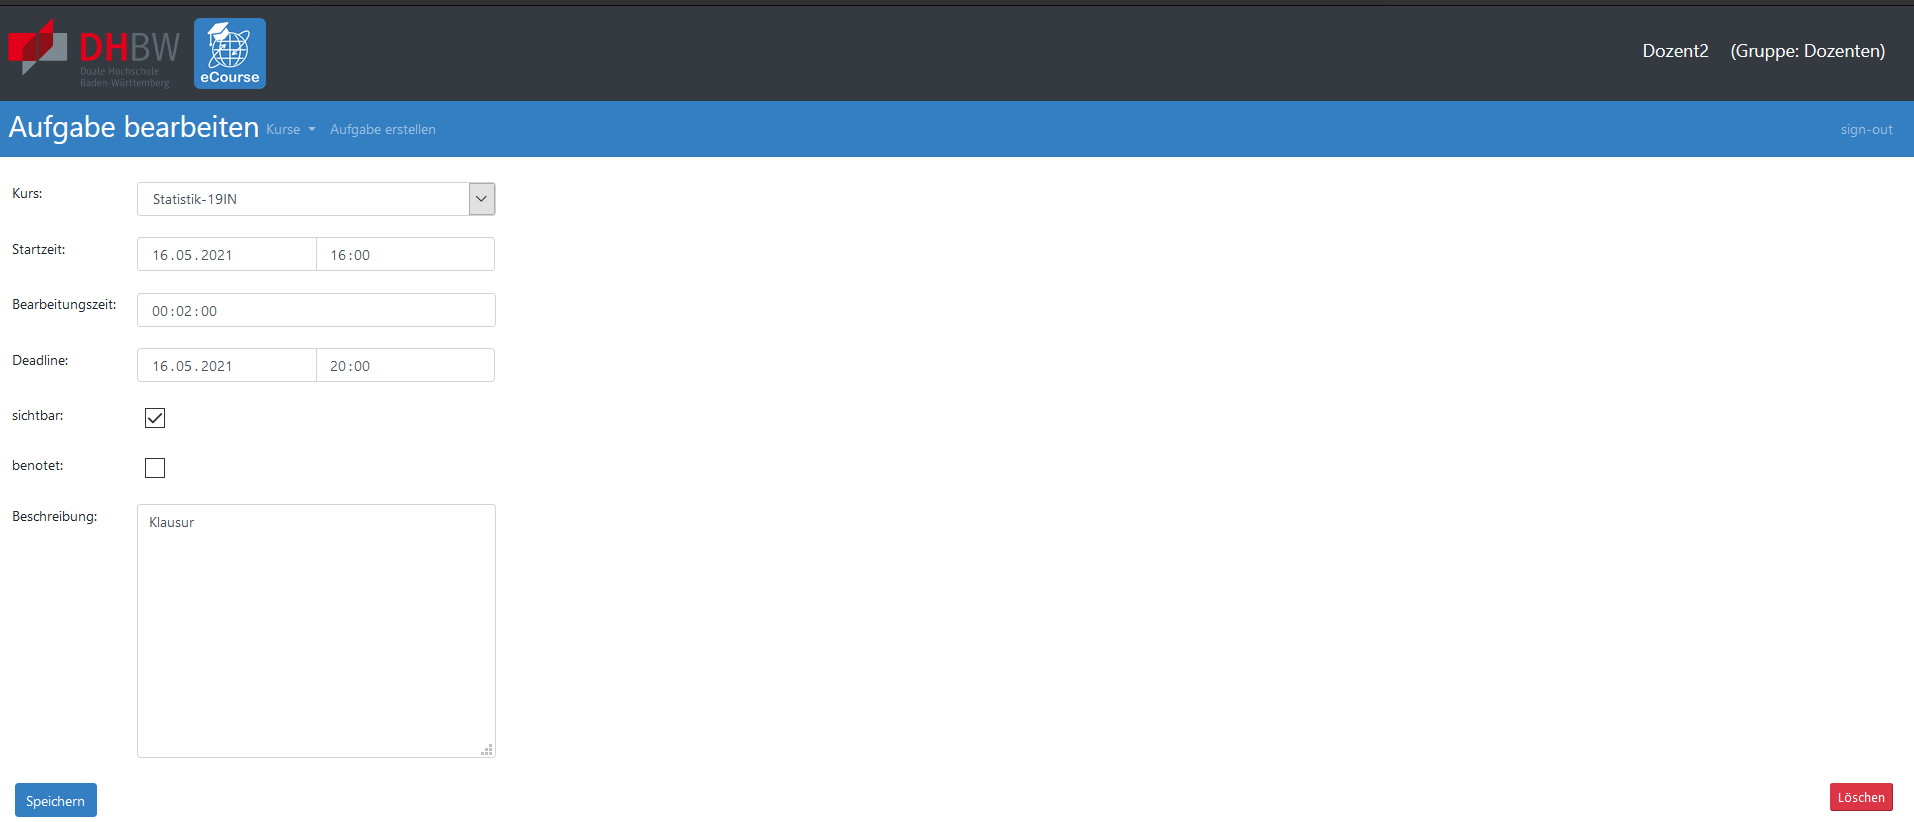 DHBW
Duale Hochschule
Baden-Württemberg
eCourse
Dozent2 (Gruppe: Dozenten)
Aufgabe bearbeiten Kurse Aufgabe erstellen sign-out
Kurs: Statistik-19IN
Startzeit: 16.05.2021 16:00
Bearbeitungszeit: 00:02:00
Deadline: 16.05.2021 20:00
sichtbar:
benotet:
Beschreibung: Klausur
Speichern Löschen